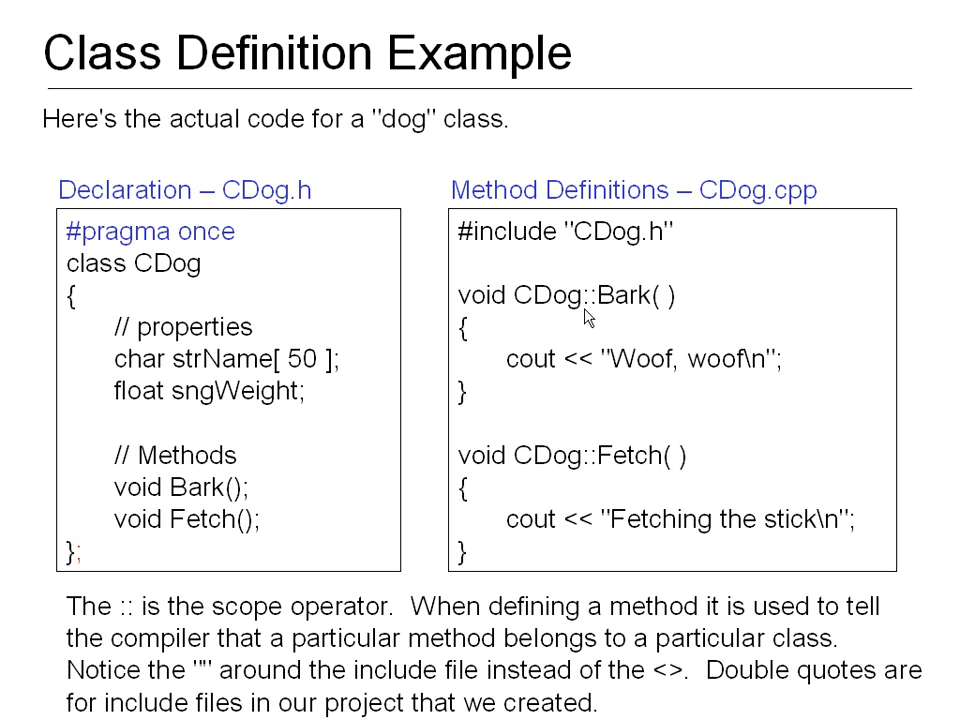 Class Definition Example
Here's the actual code for a "dog" class.
Declaration – CDog.h
#pragma once
class CDog
{
// properties
char strName[ 50 ];
float sngWeight;
// Methods
void Bark();
void Fetch();
};
Method Definitions – CDog.cpp
#include "CDog.h"
void CDog::Bark( )
{
cout << "Woof, woof\n";
}
void CDog::Fetch( )
{
cout << "Fetching the stick\n";
}
The :: is the scope operator.  When defining a method it is used to tell
the compiler that a particular method belongs to a particular class.
Notice the '"' around the include file instead of the <>.  Double quotes are
for include files in our project that we created.